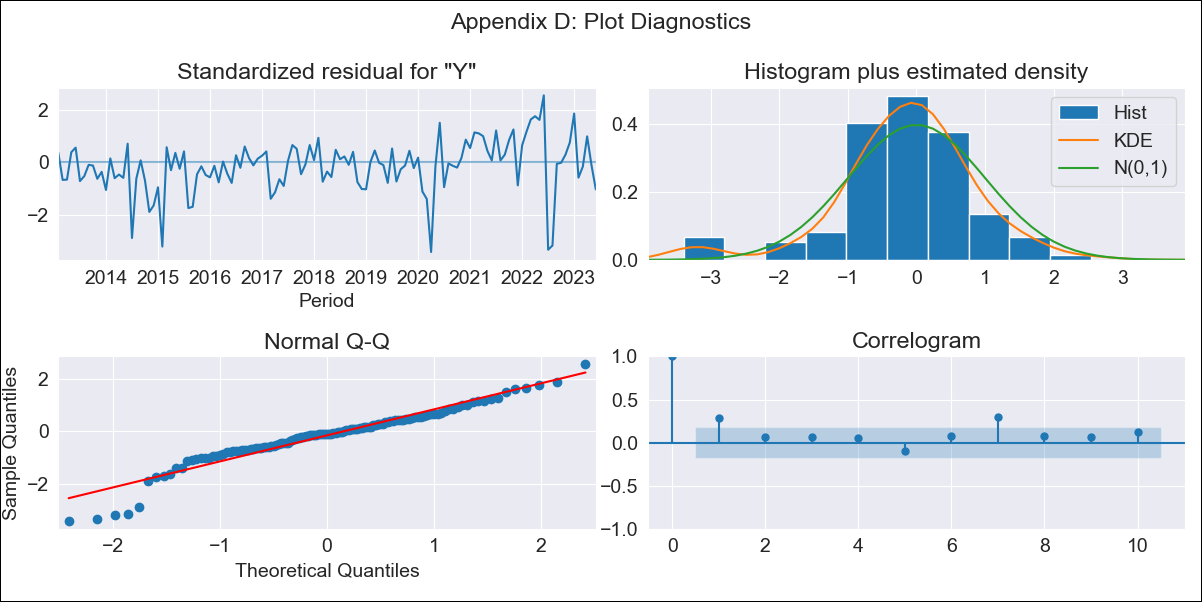 Appendix D: Plot Diagnostics
Standardized residual for "Y"
2
0
−2
2014 2015 2016 2017 2018 2019 2020 2021 2022 2023
Period
Histogram plus estimated density
0.4
0.2
0.0
−3 −2 −1 0 1 2 3
Hist
KDE
N(0,1)
Normal Q-Q
Sample Quantiles
2
0
−2
−2 −1 0 1 2
Theoretical Quantiles
Correlogram
1.0
0.5
0.0
−0.5
−1.0
0 2 4 6 8 10